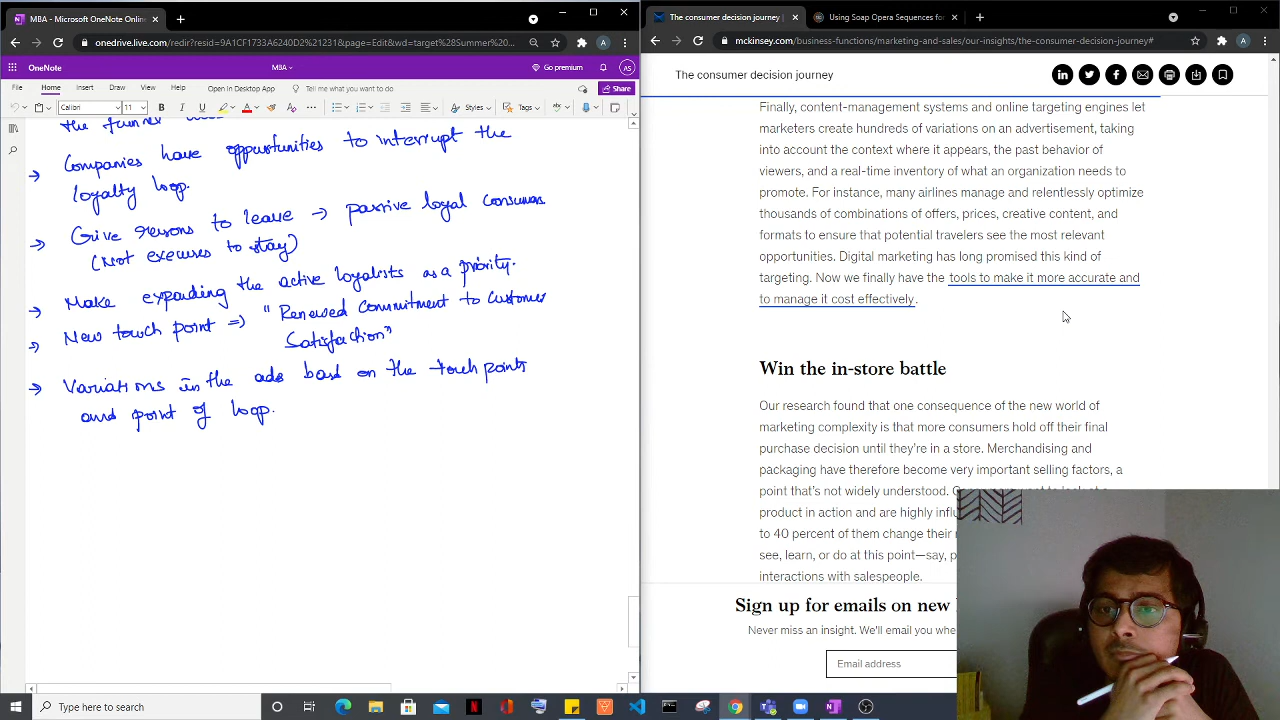 MBA - Microsoft OneNote Online
onedrive.live.com/redir?resid=9A1CF1733A6240D2%21231&page=Edit&wd=target%28Summer%20...
A
OneNote
MBA
Go premium
AS
File
Home
Insert
Draw
View
Help
Open In Desktop App
Tell me what you want to do.
Share
Calibri
11
B
I
U
A
Styles
Tags
abc
the funnel
→ Companies have oppurtunities to interrupt the
loyalty loop.
→ Give reasons to leave → passive loyal consumers
(Not execuses to stay)
→ Make expanding the active loyalists as a priority.
→ New touch point ⇒ "Renewed Commitment to Customer
Satisfaction"
→ Variations in the ads based on the touch points
and point of loop.
The consumer decision journey
Using Soap Opera Sequences for
mckinsey.com/business-functions/marketing-and-sales/our-insights/the-consumer-decision-journey#
A
The consumer decision journey
Finally, content-management systems and online targeting engines let
marketers create hundreds of variations on an advertisement, taking
into account the context where it appears, the past behavior of
viewers, and a real-time inventory of what an organization needs to
promote. For instance, many airlines manage and relentlessly optimize
thousands of combinations of offers, prices, creative content, and
formats to ensure that potential travelers see the most relevant
opportunities. Digital marketing has long promised this kind of
targeting. Now we finally have the tools to make it more accurate and
to manage it cost effectively.
Win the in-store battle
Our research found that one consequence of the new world of
marketing complexity is that more consumers hold off their final
purchase decision until they're in a store. Merchandising and
packaging have therefore become very important selling factors, a
point that's not widely understood.
product in action and are highly
to 40 percent of them change their
see, learn, or do at this point—say,
interactions with salespeople.
Sign up for emails on new
Never miss an insight. We'll email you
Email address
Type here to search